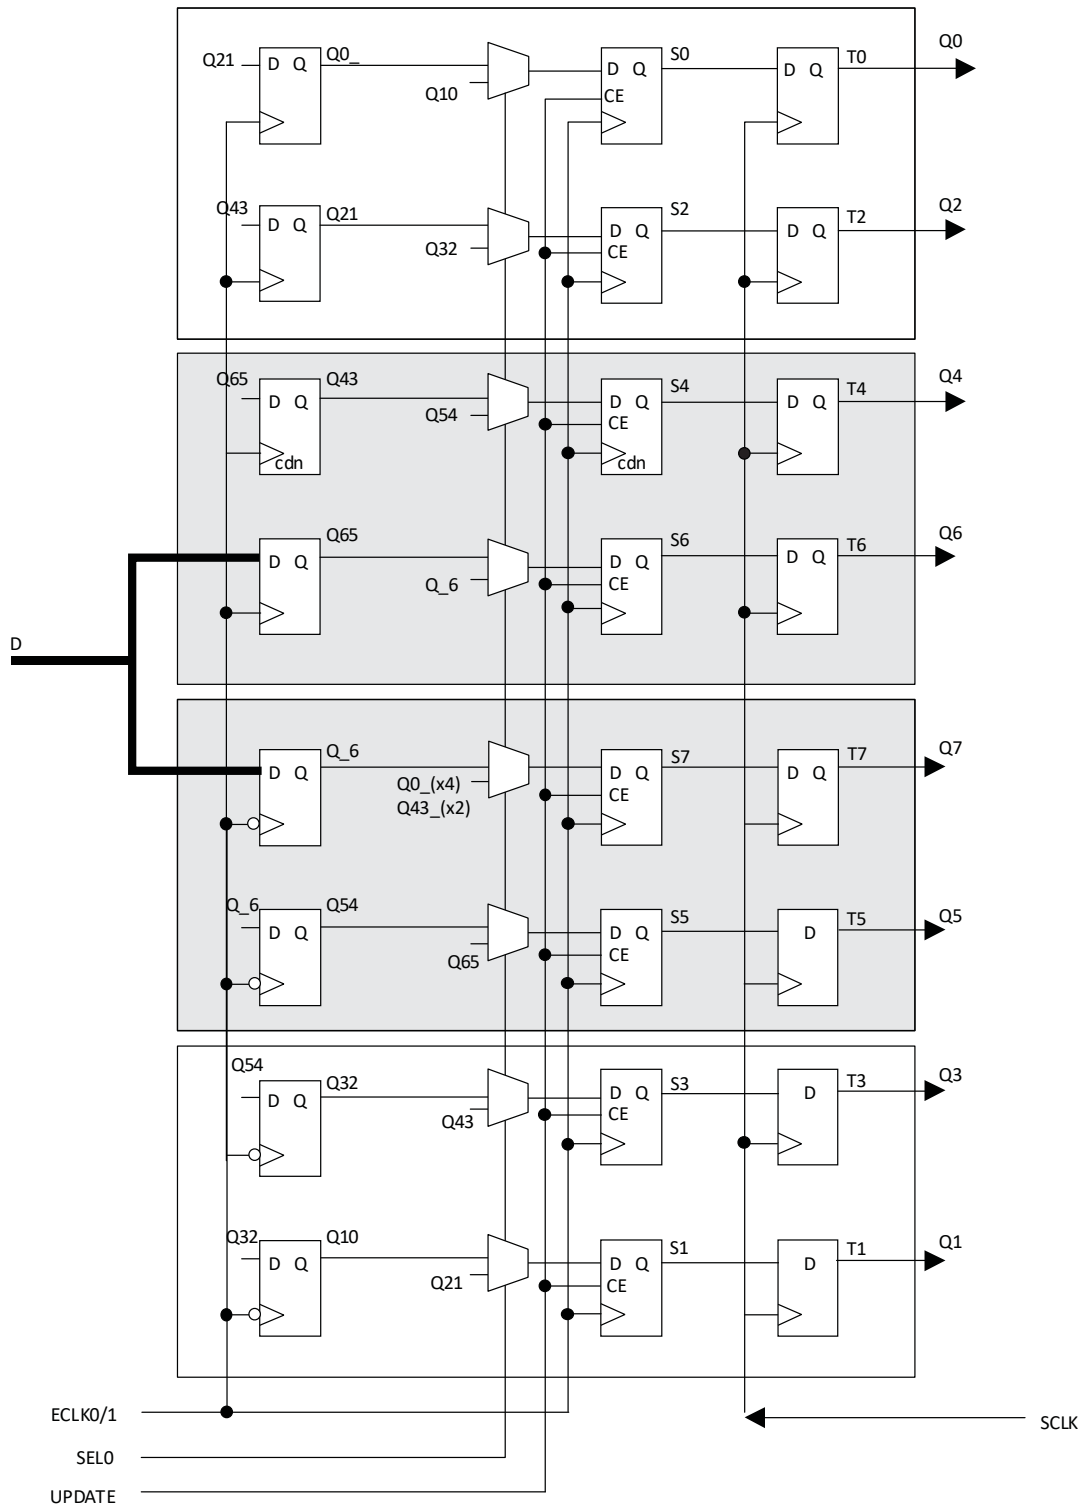 Q21 D Q Q0_ Q10 D Q CE S0 D Q T0 Q0
Q43 D Q Q21 Q32 D Q CE S2 D Q T2 Q2
Q65 D Q cdn Q43 Q54 D Q CE cdn S4 D Q T4 Q4
D
D Q Q65 Q_6 D Q CE S6 D Q T6 Q6
D Q Q_6 Q0_(x4)
Q43_(x2) D Q CE S7 D Q T7 Q7
Q_6 D Q Q54 Q65 D Q CE S5 D T5 Q5
Q54 D Q Q32 Q43 D Q CE S3 D T3 Q3
Q32 D Q Q10 Q21 D Q CE S1 D T1 Q1
ECLK0/1
SCLK
SEL0
UPDATE